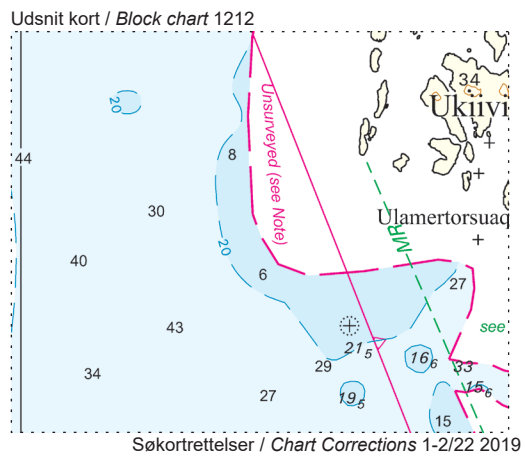 Udsnit kort / Block chart 1212
34
20
Ukiivi
8
Unsurveyed (see Note)
44
30
Ulamertorsuaq
MR
20
40
6
27
43
see
21₅
16₆
29
33
34
15₆
27
19₅
15
Søkortrettelser / Chart Corrections 1-2/22 2019